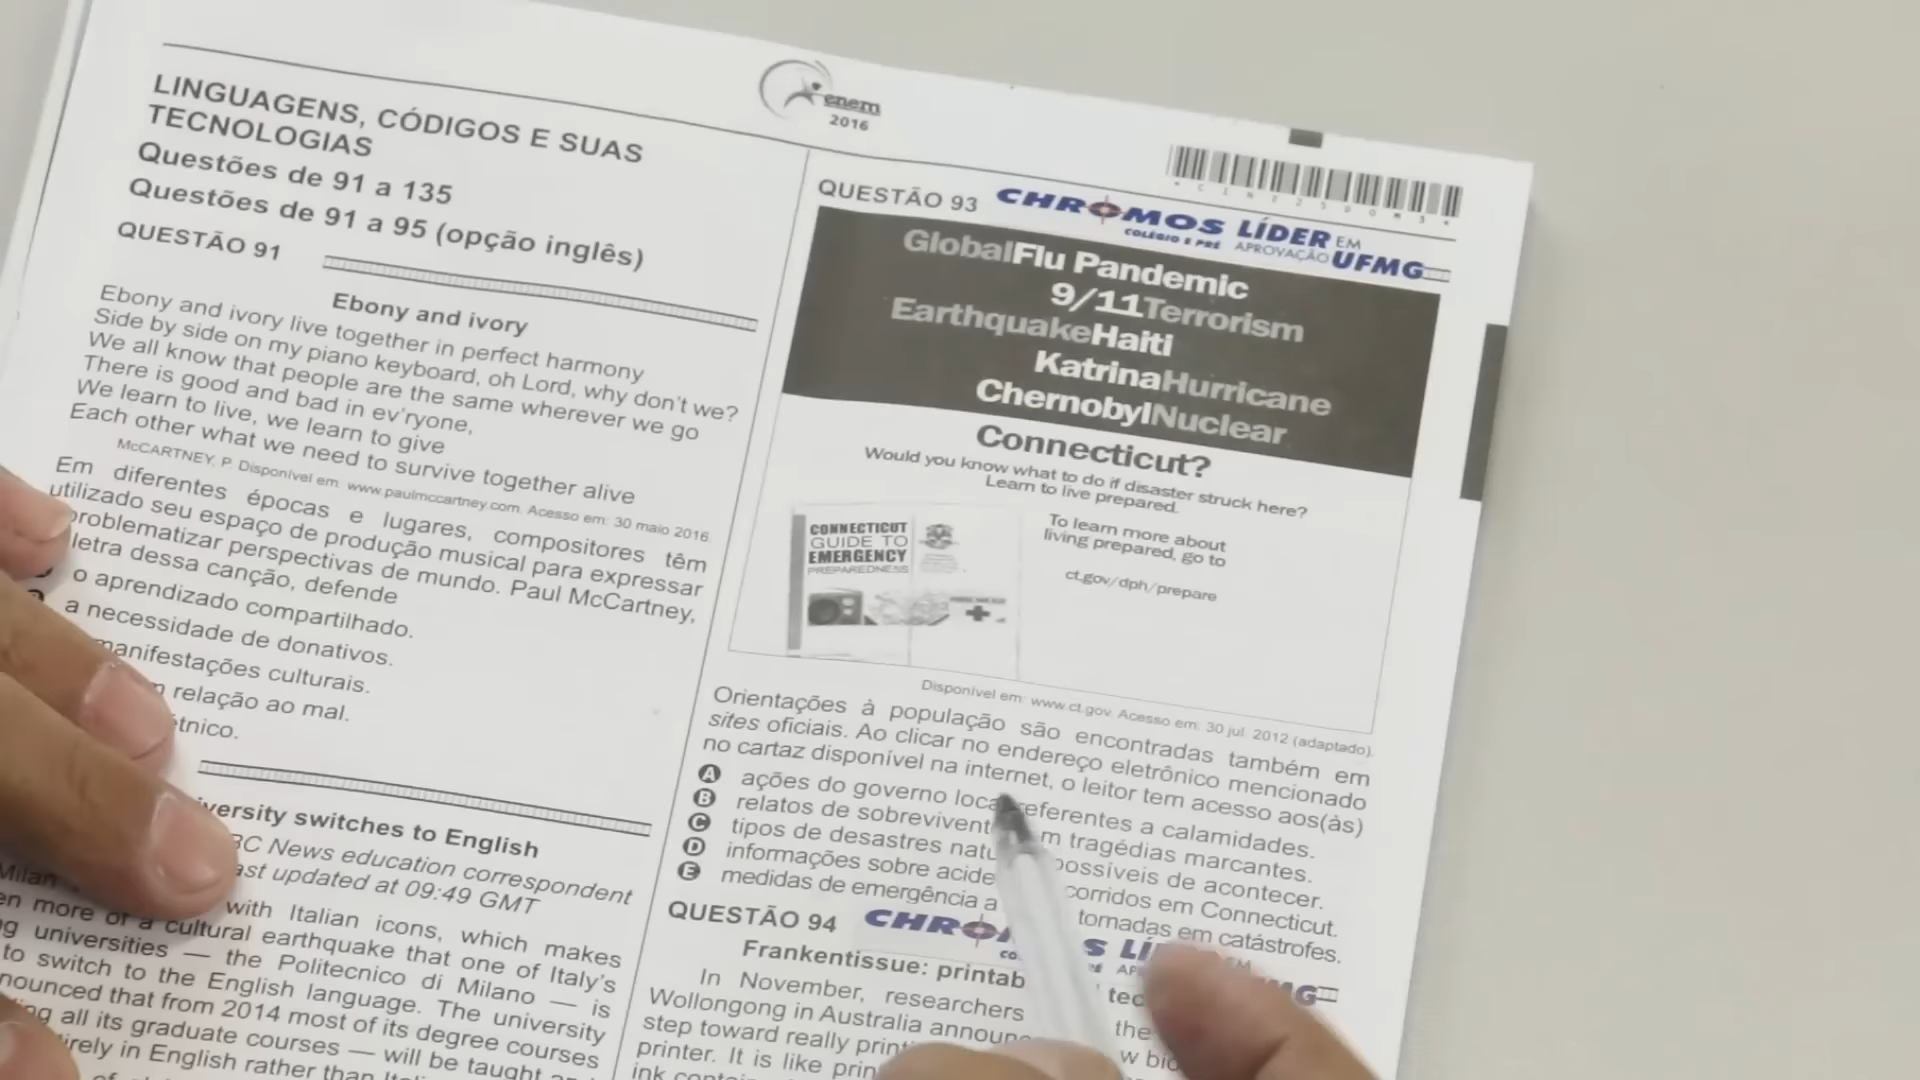 enem
2016
LINGUAGENS, CÓDIGOS E SUAS
TECNOLOGIAS
Questões de 91 a 135
Questões de 91 a 95 (opção inglês)
QUESTÃO 91
Ebony and ivory
Ebony and ivory live together in perfect harmony
Side by side on my piano keyboard, oh Lord, why don't we?
We all know that people are the same wherever we go
There is good and bad in ev'ryone,
We learn to live, we learn to give
Each other what we need to survive together alive
McCARTNEY, P. Disponível em: www.paulmccartney.com. Acesso em: 30 maio 2016.
Em diferentes épocas e lugares, compositores têm
utilizado seu espaço de produção musical para expressar
problematizar perspectivas de mundo. Paul McCartney,
letra dessa canção, defende
o aprendizado compartilhado.
a necessidade de donativos.
manifestações culturais.
relação ao mal.
étnico.
switches to English
News education correspondent
updated at 09:49 GMT
Milan
with Italian icons, which makes
more of a cultural earthquake that one of Italy's
universities — the Politecnico di Milano — is
to switch to the English language. The university
that from 2014 most of its degree courses
all its graduate courses — will be taught
in English rather than
QUESTÃO 93
CHROMOS LÍDER EM
COLÉGIO E PRÉ APROVAÇÃO UFMG
GlobalFlu Pandemic
9/11Terrorism
EarthquakeHaiti
KatrinaHurricane
ChernobylNuclear
Connecticut?
Would you know what to do if disaster struck here?
Learn to live prepared.
CONNECTICUT
GUIDE TO
EMERGENCY
PREPAREDNESS
To learn more about
living prepared, go to
ct.gov/dph/prepare
Disponível em: www.ct.gov. Acesso em: 30 jul. 2012 (adaptado).
Orientações à população são encontradas também em
sites oficiais. Ao clicar no endereço eletrônico mencionado
no cartaz disponível na internet, o leitor tem acesso aos(às)
A ações do governo local referentes a calamidades.
B relatos de sobreviventes em tragédias marcantes.
C tipos de desastres possíveis de acontecer.
D informações sobre ocorridos em Connecticut.
E medidas de emergência a tomadas em catástrofes.
QUESTÃO 94
Frankentissue:
In November, researchers
Wollongong in Australia the
step toward really
printer. It is like